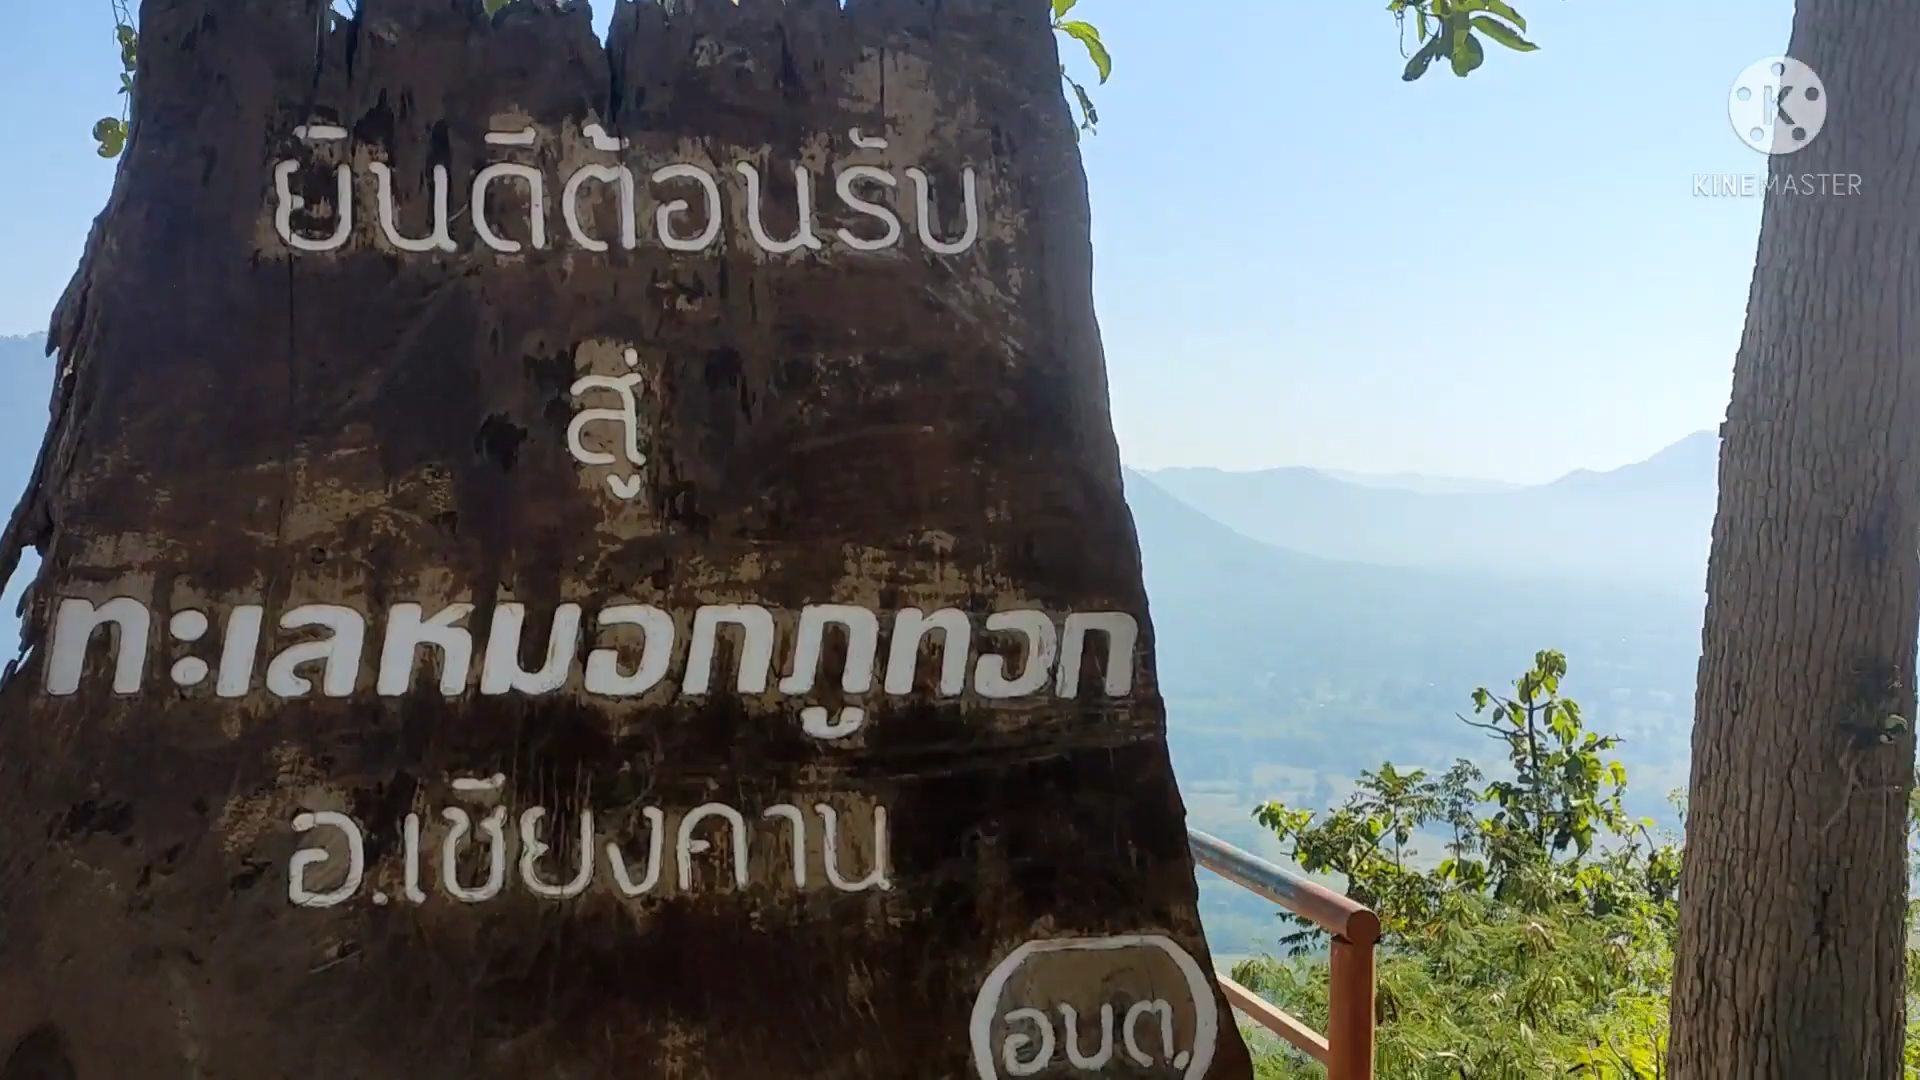 ยินดีต้อนรับ
สู่
ทะเลหมอกภูทอก
อ.เชียงคาน
อบต.
K
KINEMASTER